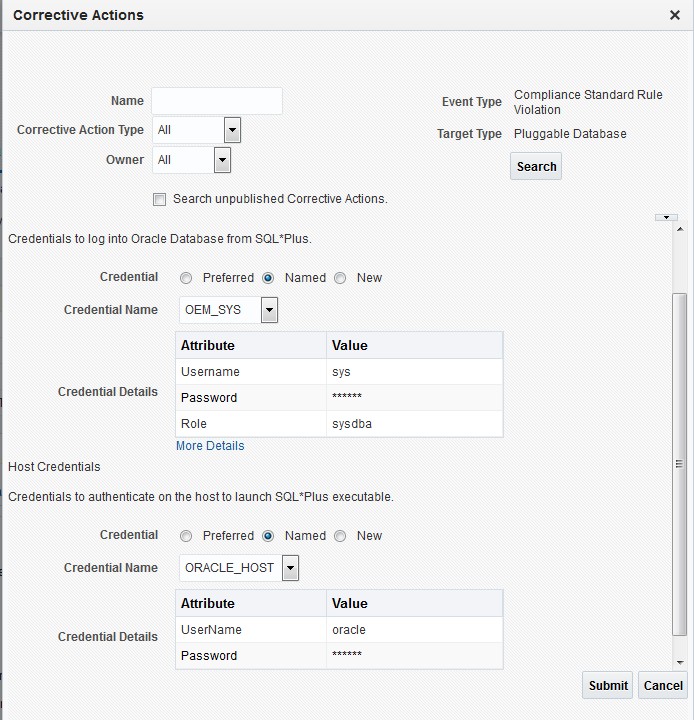 Corrective Actions
Name
Event Type Compliance Standard Rule
Violation
Corrective Action Type All
Target Type Pluggable Database
Owner All
Search
Search unpublished Corrective Actions.
Credentials to log into Oracle Database from SQL*Plus.
Credential Preferred Named New
Credential Name OEM_SYS
Attribute Value
Username sys
Credential Details
Password ******
Role sysdba
More Details
Host Credentials
Credentials to authenticate on the host to launch SQL*Plus executable.
Credential Preferred Named New
Credential Name ORACLE_HOST
Attribute Value
UserName oracle
Credential Details
Password ******
Submit Cancel